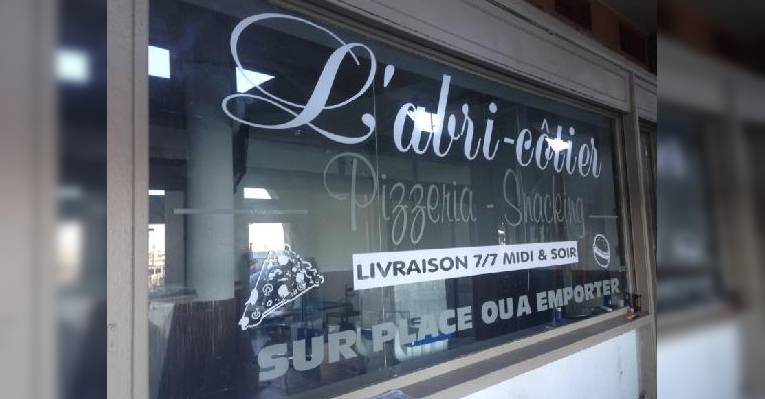 L'abri-côtier
Pizzeria - Snacking
LIVRAISON 7/7 MIDI & SOIR
SUR PLACE OU A EMPORTER